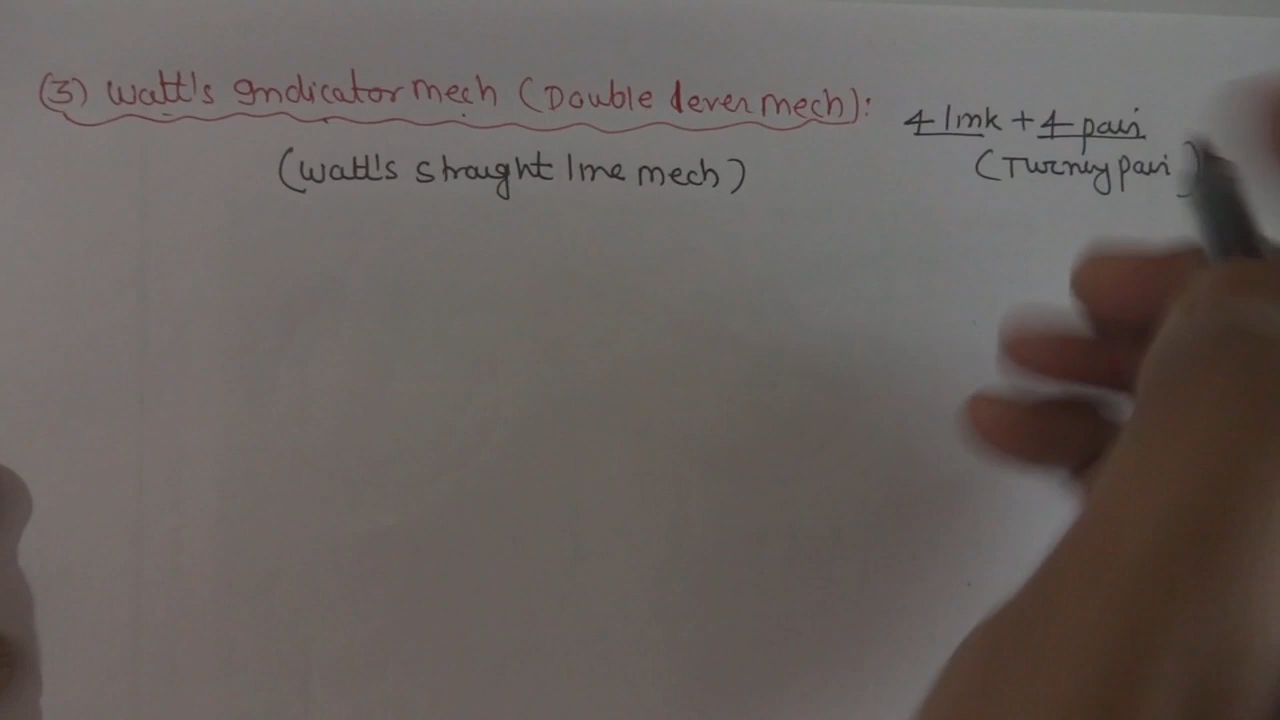 (3) Watt's Indicator mech (Double lever mech):
4 link + 4 pair
(Watt's straight line mech)
(Turning pair)